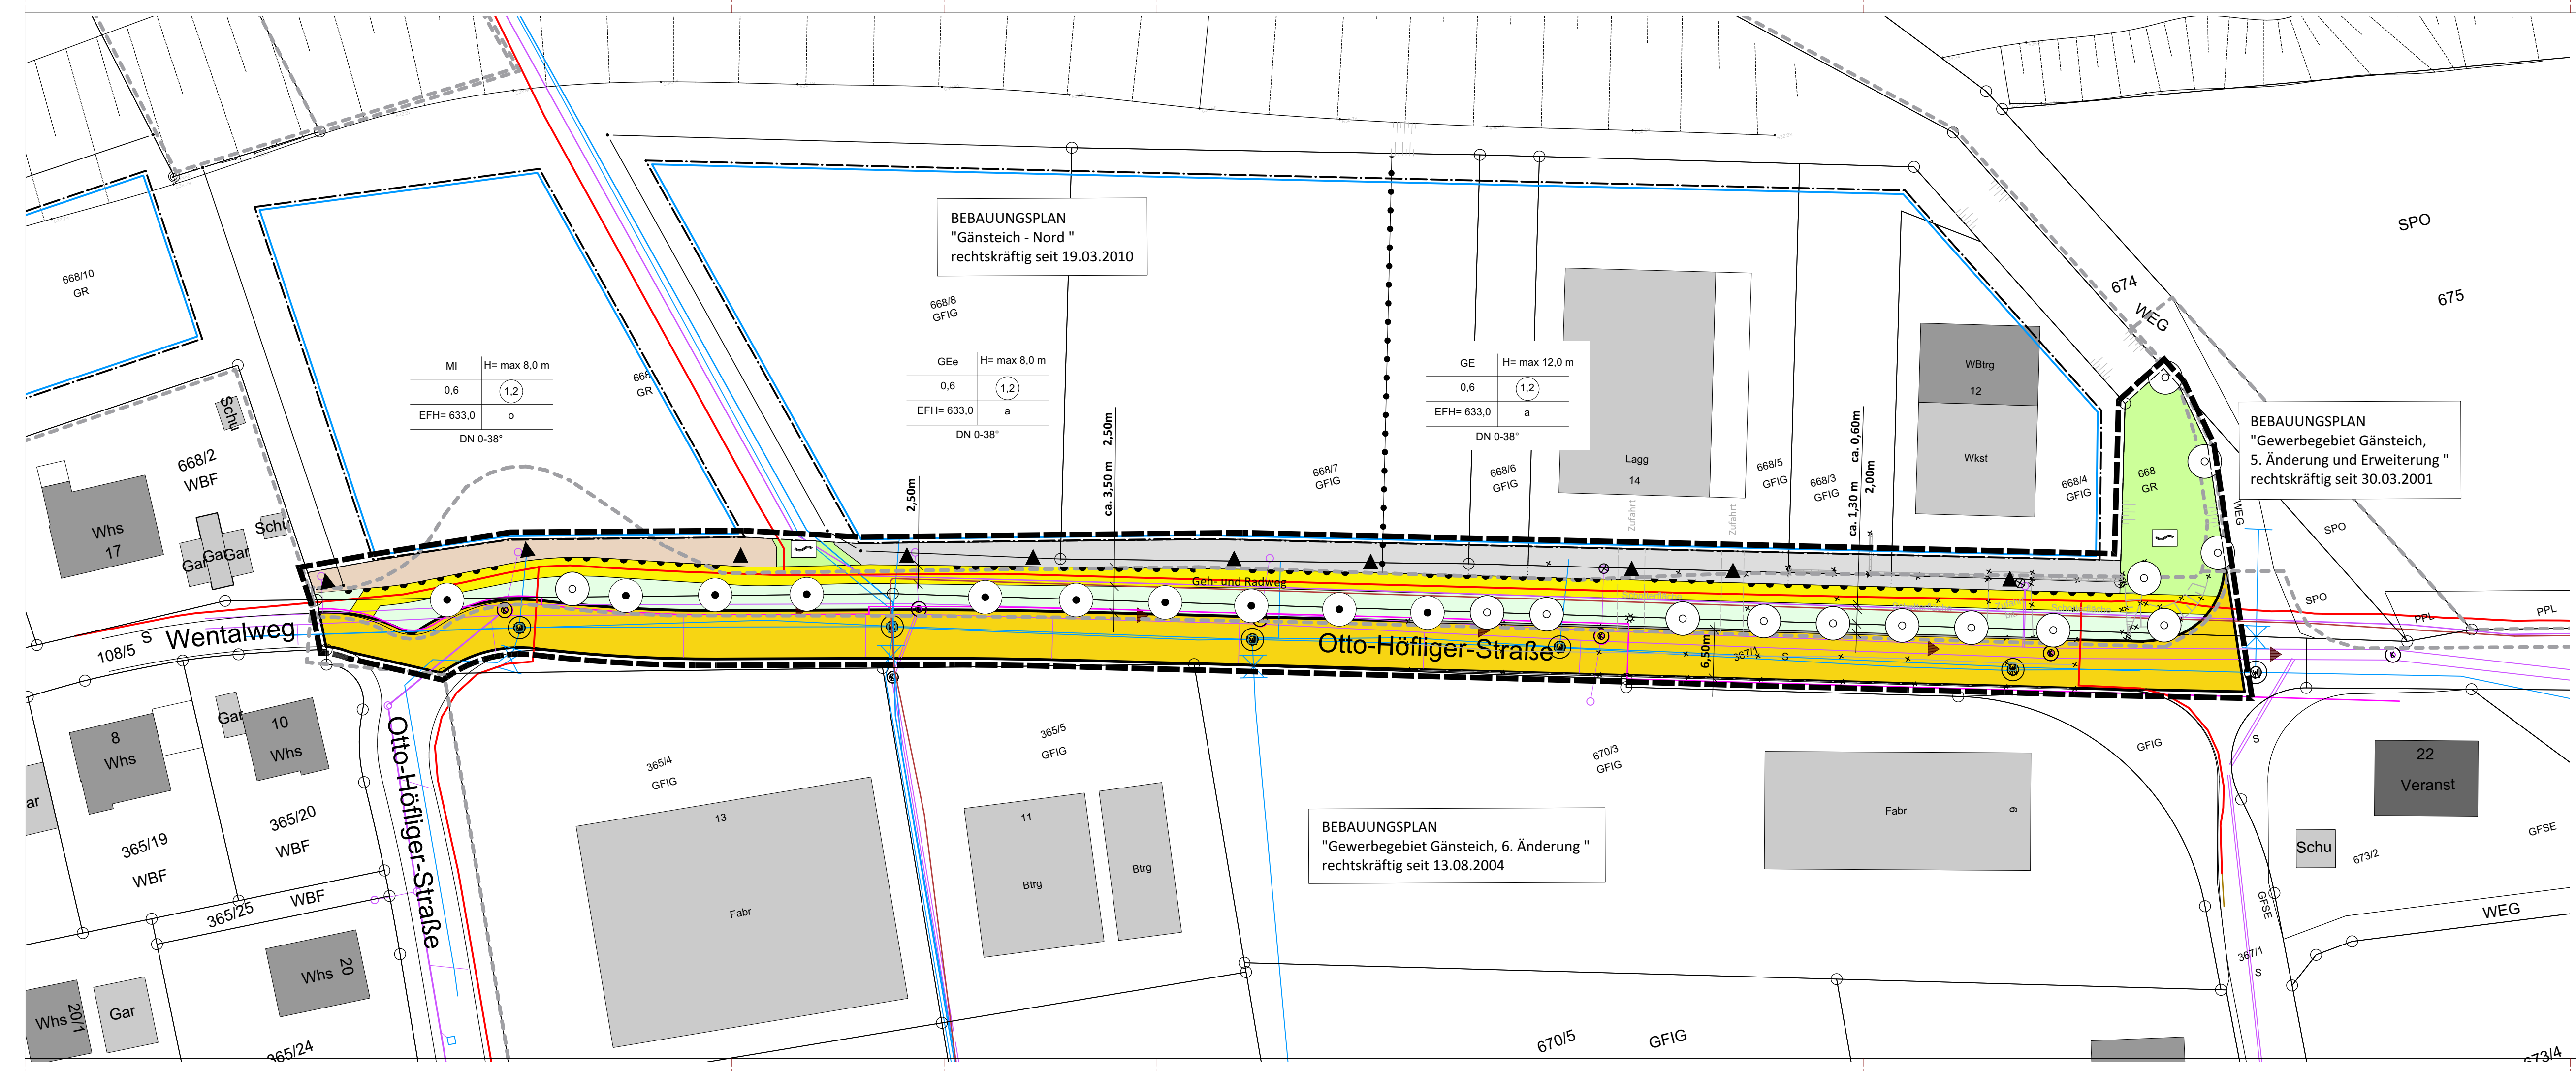 BEBAUUNGSPLAN
"Gänsteich - Nord "
rechtskräftig seit 19.03.2010
668/10
GR
668/8
GFIG
MI
H= max 8,0 m
0,6
1,2
EFH= 633,0
o
DN 0-38°
668
GR
GEe
H= max 8,0 m
0,6
1,2
EFH= 633,0
a
DN 0-38°
GE
H= max 12,0 m
0,6
1,2
EFH= 633,0
a
DN 0-38°
SPO
674
WEG
675
WBtrg
12
Wkst
Lagg
14
BEBAUUNGSPLAN
"Gewerbegebiet Gänsteich,
5. Änderung und Erweiterung "
rechtskräftig seit 30.03.2001
Schu
668/2
WBF
Whs
17
Gar
Gar
Gar
Schu
2,50m
ca. 3,50 m
2,50m
668/7
GFIG
668/6
GFIG
668/5
GFIG
668/3
GFIG
ca. 1,30 m
ca. 0,60m
2,00m
668/4
GFIG
668
GR
WEG
SPO
SPO
PPL
PPL
Zufahrt
Zufahrt
Geh- und Radweg
108/5
S
Wentalweg
Otto-Höfliger-Straße
6,50m
367/1
S
Otto-Höfliger-Straße
8
Whs
Gar
10
Whs
ar
365/19
WBF
365/20
WBF
365/25
WBF
365/4
GFIG
13
Fabr
365/5
GFIG
11
Btrg
Btrg
670/3
GFIG
BEBAUUNGSPLAN
"Gewerbegebiet Gänsteich, 6. Änderung "
rechtskräftig seit 13.08.2004
Fabr
9
GFIG
S
22
Veranst
Schu
673/2
GFSE
GFSE
WEG
367/1
S
Whs
20
Whs
20/1
Gar
365/24
670/5
GFIG
673/4